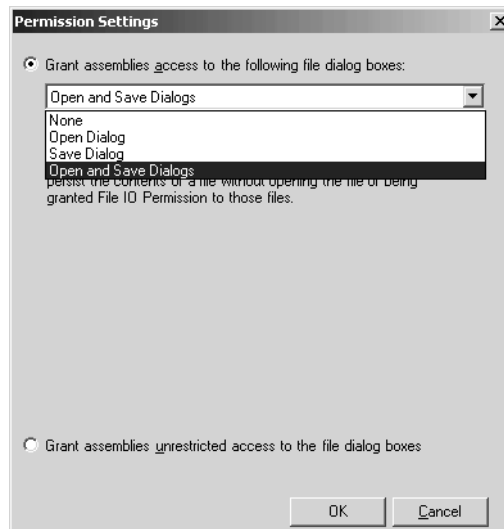 Permission Settings
Grant assemblies access to the following file dialog boxes:
Open and Save Dialogs
None
Open Dialog
Save Dialog
Open and Save Dialogs
persist the contents of a file without opening the file or being
granted File IO Permission to those files.
Grant assemblies unrestricted access to the file dialog boxes
OK
Cancel